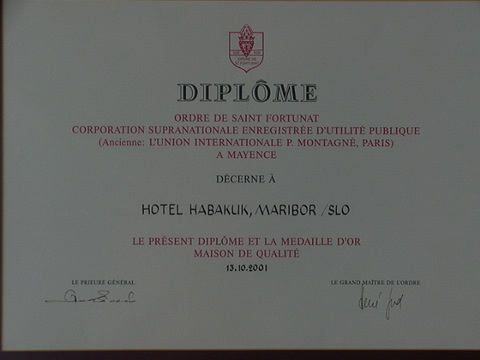 DIPLÔME
ORDRE DE SAINT FORTUNAT
CORPORATION SUPRANATIONALE ENREGISTRÉE D'UTILITÉ PUBLIQUE
(Ancienne: L'UNION INTERNATIONALE P. MONTAGNÉ, PARIS)
A MAYENCE
DÉCERNE À
HOTEL HABAKUK, MARIBOR /SLO
LE PRÉSENT DIPLÔME ET LA MEDAILLE D'OR
MAISON DE QUALITÉ
13.10.2001
LE PRIEURE GÉNÉRAL
LE GRAND MAÎTRE DE L'ORDRE